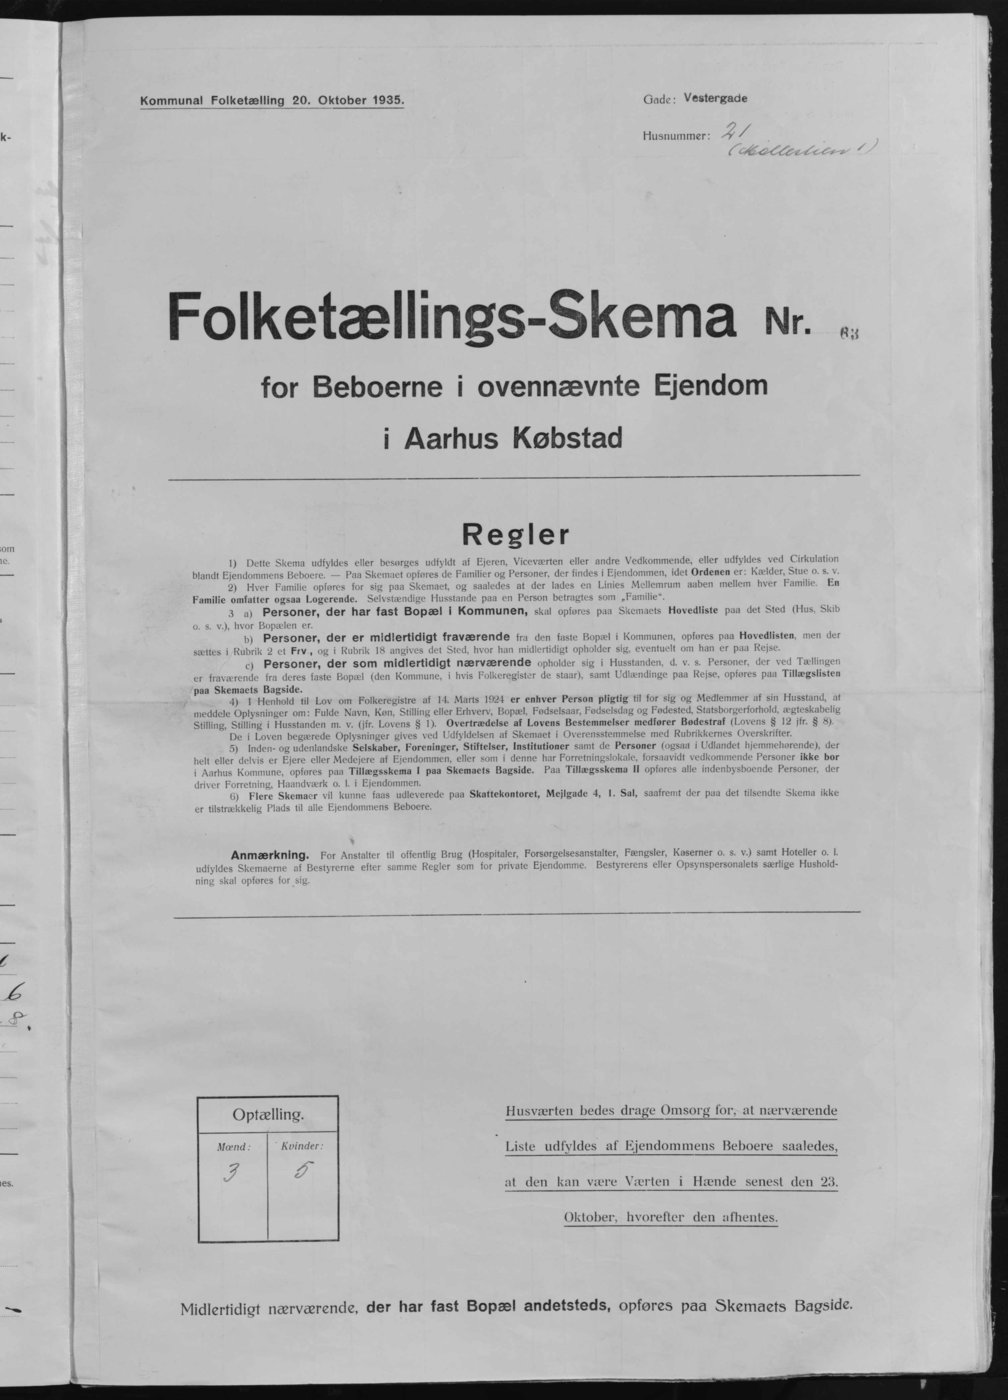 Kommunal Folketælling 20. Oktober 1935.
Gade: Vestergade
Husnummer: 21
(Møllestien 1)
Folketællings-Skema Nr. 63
for Beboerne i ovennævnte Ejendom
i Aarhus Købstad
Regler
1) Dette Skema udfyldes eller besørges udfyldt af Ejeren, Viceværten eller andre Vedkommende, eller udfyldes ved Cirkulation
blandt Ejendommens Beboere. — Paa Skemaet opføres de Familier og Personer, der findes i Ejendommen, idet Ordenen er: Kælder, Stue o. s. v.
2) Hver Familie opføres for sig paa Skemaet, og saaledes at der lades en Linies Mellemrum aaben mellem hver Familie. En
Familie omfatter ogsaa Logerende. Selvstændige Husstande paa en Person betragtes som „Familie“.
3 a) Personer, der har fast Bopæl i Kommunen, skal opføres paa Skemaets Hovedliste paa det Sted (Hus, Skib
o. s. v.), hvor Bopælen er.
b) Personer, der er midlertidigt fraværende fra den faste Bopæl i Kommunen, opføres paa Hovedlisten, men der
sættes i Rubrik 2 et Frv., og i Rubrik 18 angives det Sted, hvor han midlertidigt opholder sig, eventuelt om han er paa Rejse.
c) Personer, der som midlertidigt nærværende opholder sig i Husstanden, d. v. s. Personer, der ved Tællingen
er fraværende fra deres faste Bopæl (den Kommune, i hvis Folkeregister de staar), samt Udlændinge paa Rejse, opføres paa Tillægslisten
paa Skemaets Bagside.
4) I Henhold til Lov om Folkeregistre af 14. Marts 1924 er enhver Person pligtig til for sig og Medlemmer af sin Husstand, at
meddele Oplysninger om: Fulde Navn, Køn, Stilling eller Erhverv, Bopæl, Fødselsaar, Fødselsdag og Fødested, Statsborgerforhold, ægteskabelig
Stilling, Stilling i Husstanden m. v. (jfr. Lovens § 1). Overtrædelse af Lovens Bestemmelser medfører Bødestraf (Lovens § 12 jfr. § 8).
De i Loven begærede Oplysninger gives ved Udfyldelsen af Skemaet i Overensstemmelse med Rubrikkernes Overskrifter.
5) Inden- og udenlandske Selskaber, Foreninger, Stiftelser, Institutioner samt de Personer (ogsaa i Udlandet hjemmehørende), der
helt eller delvis er Ejere eller Medejere af Ejendommen, eller som i denne har Forretningslokale, forsaavidt vedkommende Personer ikke bor
i Aarhus Kommune, opføres paa Tillægsskema I paa Skemaets Bagside. Paa Tillægsskema II opføres alle indenbysboende Personer, der
driver Forretning, Haandværk o. l. i Ejendommen.
6) Flere Skemaer vil kunne faas udleverede paa Skattekontoret, Mejlgade 4, 1. Sal, saafremt der paa det tilsendte Skema ikke
er tilstrækkelig Plads til alle Ejendommens Beboere.
Anmærkning. For Anstalter til offentlig Brug (Hospitaler, Forsørgelsesanstalter, Fængsler, Kaserner o. s. v.) samt Hoteller o. l.
udfyldes Skemaerne af Bestyrerne efter samme Regler som for private Ejendomme. Bestyrerens eller Opsynspersonalets særlige Hushold-
ning skal opføres for sig.
Optælling.
Mænd: Kvinder:
3 5
Husværten bedes drage Omsorg for, at nærværende
Liste udfyldes af Ejendommens Beboere saaledes,
at den kan være Værten i Hænde senest den 23.
Oktober, hvorefter den afhentes.
Midlertidigt nærværende, der har fast Bopæl andetsteds, opføres paa Skemaets Bagside.